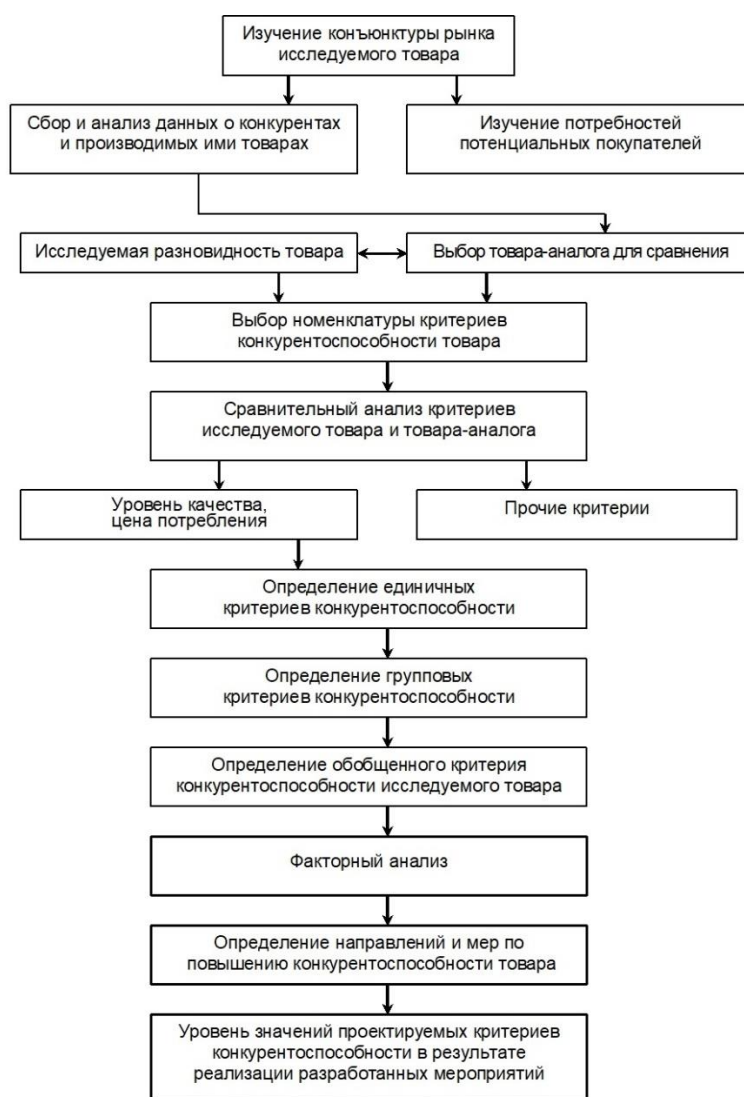 Изучение конъюнктуры рынка
исследуемого товара
Сбор и анализ данных о конкурентах
и производимых ими товарах
Изучение потребностей
потенциальных покупателей
Исследуемая разновидность товара
Выбор товара-аналога для сравнения
Выбор номенклатуры критериев
конкурентоспособности товара
Сравнительный анализ критериев
исследуемого товара и товара-аналога
Уровень качества,
цена потребления
Прочие критерии
Определение единичных
критериев конкурентоспособности
Определение групповых
критериев конкурентоспособности
Определение обобщенного критерия
конкурентоспособности исследуемого товара
Факторный анализ
Определение направлений и мер по
повышению конкурентоспособности товара
Уровень значений проектируемых критериев
конкурентоспособности в результате
реализации разработанных мероприятий